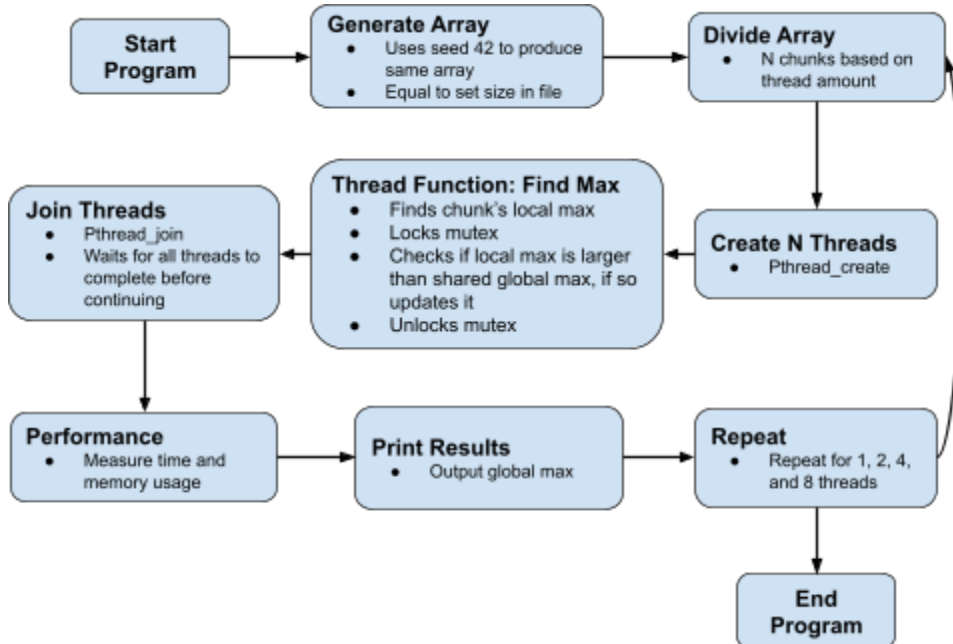 Start
Program
Generate Array
● Uses seed 42 to produce
same array
● Equal to set size in file
Divide Array
● N chunks based on
thread amount
Create N Threads
● Pthread_create
Thread Function: Find Max
● Finds chunk's local max
● Locks mutex
● Checks if local max is larger
than shared global max, if so
updates it
● Unlocks mutex
Join Threads
● Pthread_join
● Waits for all threads to
complete before
continuing
Performance
● Measure time and
memory usage
Print Results
● Output global max
Repeat
● Repeat for 1, 2, 4,
and 8 threads
End
Program